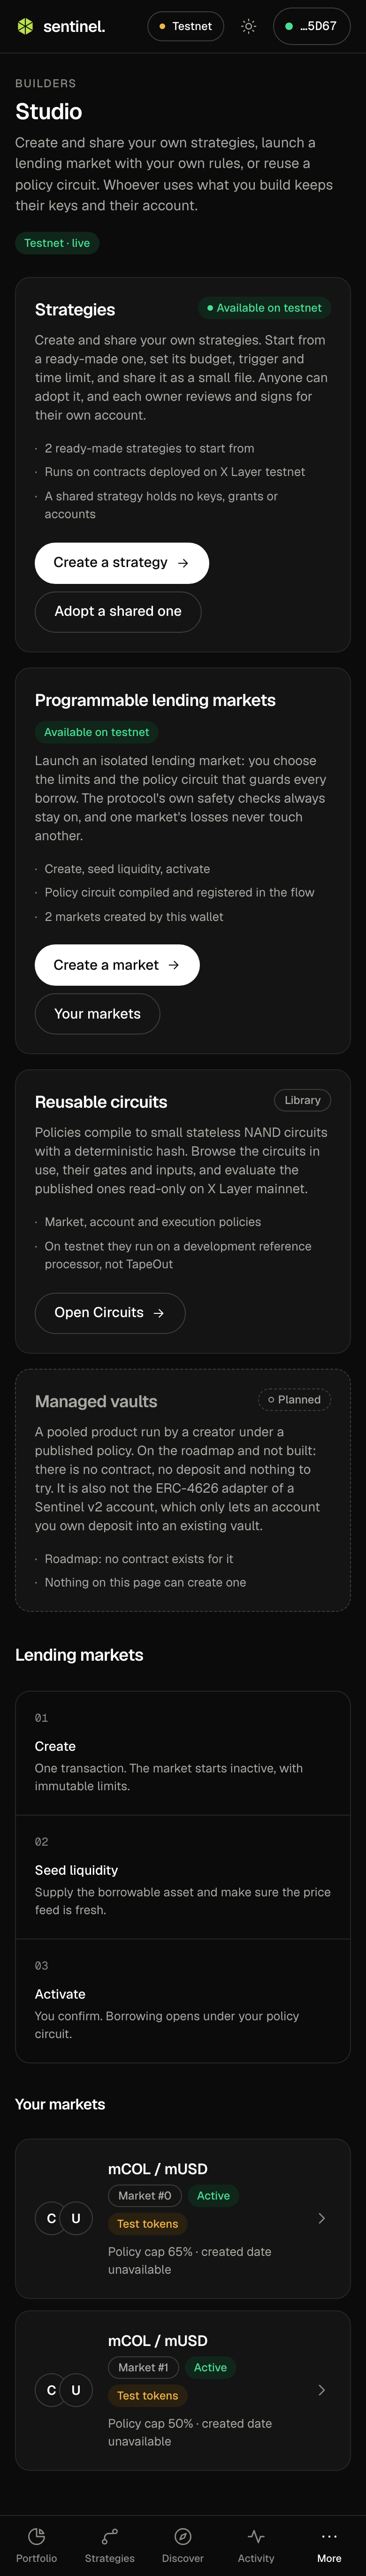 sentinel.
Testnet
...5D67
BUILDERS
Studio
Create and share your own strategies, launch a
lending market with your own rules, or reuse a
policy circuit. Whoever uses what you build keeps
their keys and their account.
Testnet · live
Strategies
Available on testnet
Create and share your own strategies. Start from
a ready-made one, set its budget, trigger and
time limit, and share it as a small file. Anyone can
adopt it, and each owner reviews and signs for
their own account.
· 2 ready-made strategies to start from
· Runs on contracts deployed on X Layer testnet
· A shared strategy holds no keys, grants or
accounts
Create a strategy →
Adopt a shared one
Programmable lending markets
Available on testnet
Launch an isolated lending market: you choose
the limits and the policy circuit that guards every
borrow. The protocol's own safety checks always
stay on, and one market's losses never touch
another.
· Create, seed liquidity, activate
· Policy circuit compiled and registered in the flow
· 2 markets created by this wallet
Create a market →
Your markets
Reusable circuits
Library
Policies compile to small stateless NAND circuits
with a deterministic hash. Browse the circuits in
use, their gates and inputs, and evaluate the
published ones read-only on X Layer mainnet.
· Market, account and execution policies
· On testnet they run on a development reference
processor, not TapeOut
Open Circuits →
Managed vaults
Planned
A pooled product run by a creator under a
published policy. On the roadmap and not built:
there is no contract, no deposit and nothing to
try. It is also not the ERC-4626 adapter of a
Sentinel v2 account, which only lets an account
you own deposit into an existing vault.
· Roadmap: no contract exists for it
· Nothing on this page can create one
Lending markets
01
Create
One transaction. The market starts inactive, with
immutable limits.
02
Seed liquidity
Supply the borrowable asset and make sure the price
feed is fresh.
03
Activate
You confirm. Borrowing opens under your policy
circuit.
Your markets
C U
mCOL / mUSD
Market #0
Active
Test tokens
Policy cap 65% · created date
unavailable
C U
mCOL / mUSD
Market #1
Active
Test tokens
Policy cap 50% · created date
unavailable
Portfolio
Strategies
Discover
Activity
More